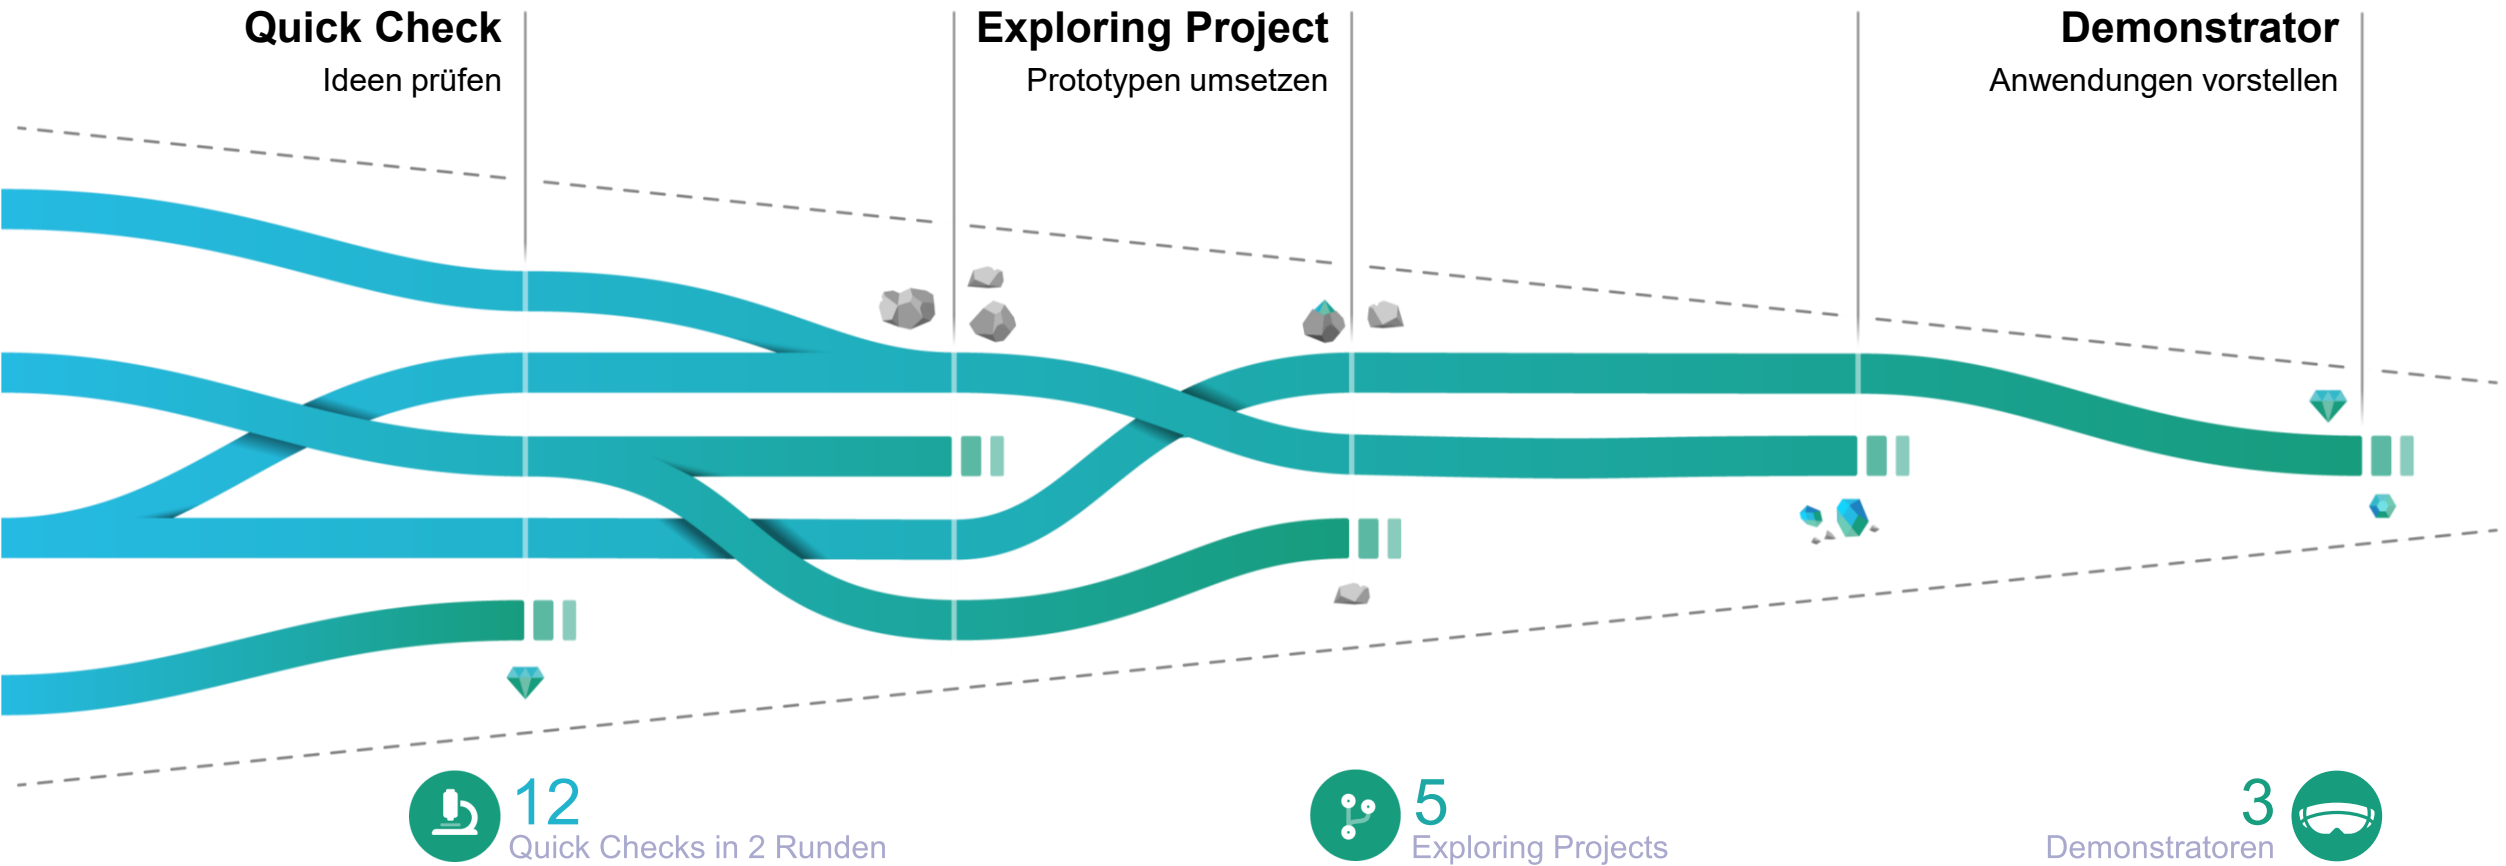 Quick Check
Ideen prüfen
Exploring Project
Prototypen umsetzen
Demonstrator
Anwendungen vorstellen
12
Quick Checks in 2 Runden
5
Exploring Projects
3
Demonstratoren